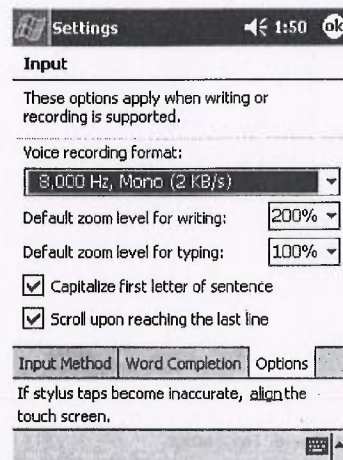 Settings 1:50 ok
Input
These options apply when writing or
recording is supported.
Voice recording format:
8,000 Hz, Mono (2 KB/s)
Default zoom level for writing: 200%
Default zoom level for typing: 100%
Capitalize first letter of sentence
Scroll upon reaching the last line
Input Method Word Completion Options
If stylus taps become inaccurate, align the
touch screen.